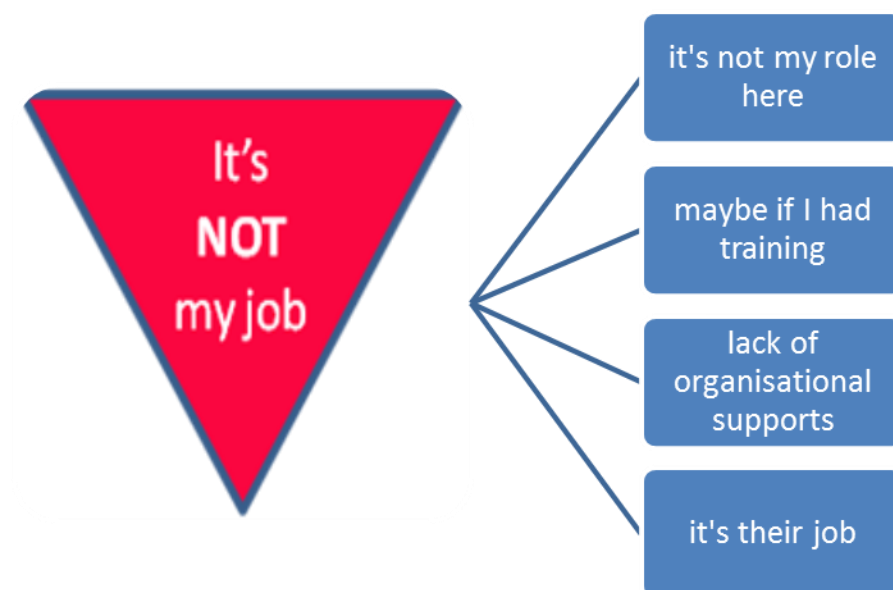 It's
NOT
my job
it's not my role
here
maybe if I had
training
lack of
organisational
supports
it's their job